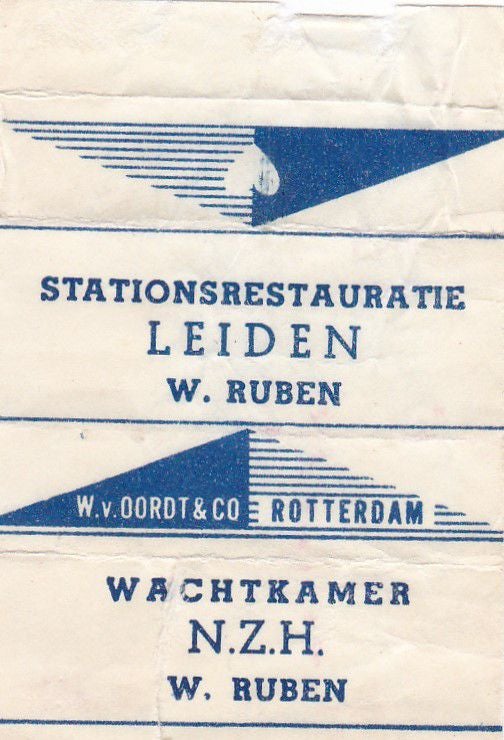 STATIONSRESTAURATIE
LEIDEN
W. RUBEN
W.v.OORDT&CO ROTTERDAM
WACHTKAMER
N.Z.H.
W. RUBEN